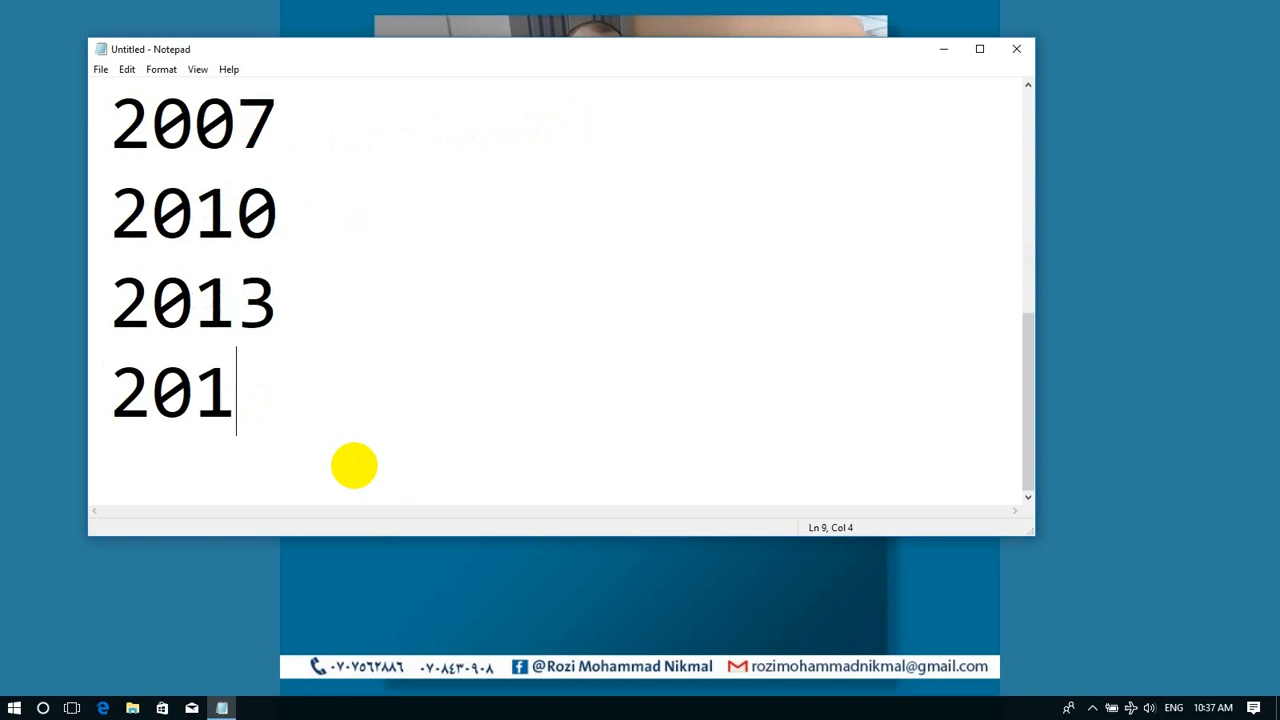 Untitled - Notepad
File Edit Format View Help
2007
2010
2013
201
Ln 9, Col 4
۰۷۰۷۵۶۲۸۸۶ ۰۷۰۸۴۳۰۹۰۸ @Rozi Mohammad Nikmal rozimohammadnikmal@gmail.com
ENG 10:37 AM